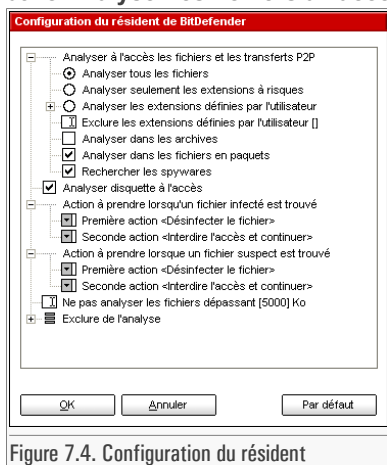 Configuration du résident de BitDefender
Analyser à l'accès les fichiers et les transferts P2P
Analyser tous les fichiers
Analyser seulement les extensions à risques
Analyser les extensions définies par l'utilisateur
Exclure les extensions définies par l'utilisateur []
Analyser dans les archives
Analyser dans les fichiers en paquets
Rechercher les spywares
Analyser disquette à l'accès
Action à prendre lorsqu'un fichier infecté est trouvé
Première action <Désinfecter le fichier>
Seconde action <Interdire l'accès et continuer>
Action à prendre lorsque un fichier suspect est trouvé
Première action <Désinfecter le fichier>
Seconde action <Interdire l'accès et continuer>
Ne pas analyser les fichiers dépassant [5000] Ko
Exclure de l'analyse
OK Annuler Par défaut
Figure 7.4. Configuration du résident